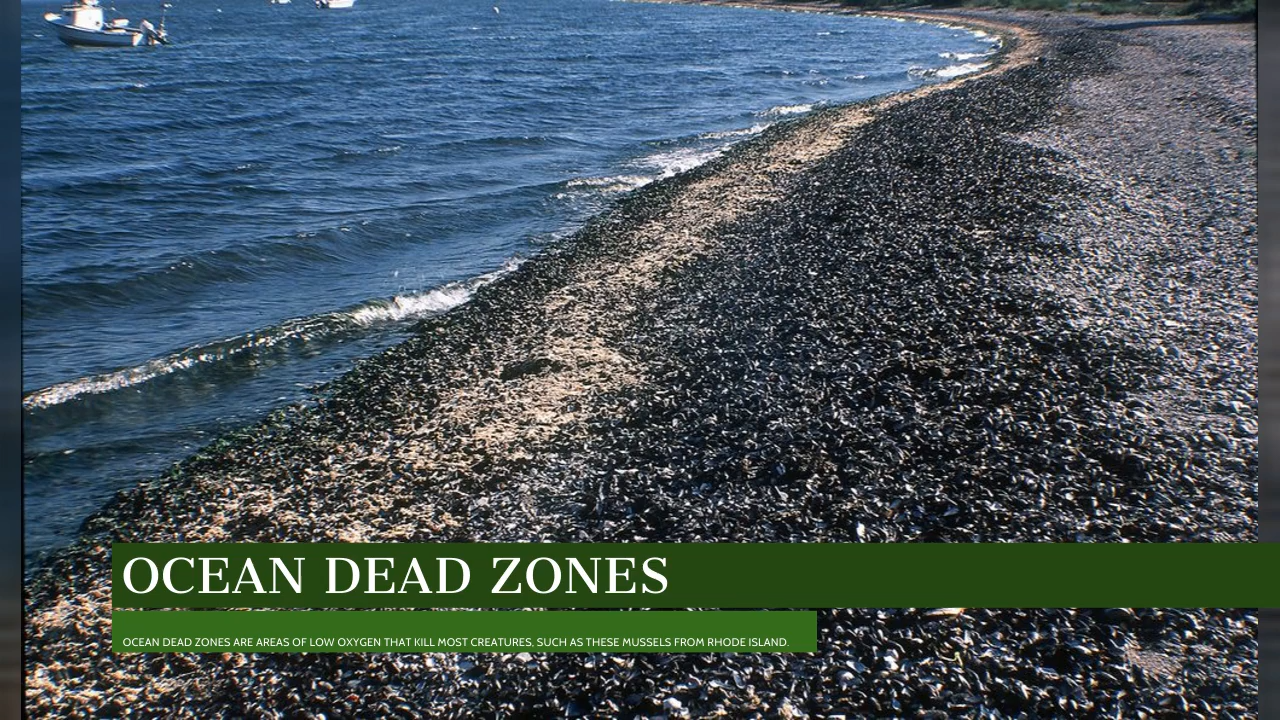 OCEAN DEAD ZONES
OCEAN DEAD ZONES ARE AREAS OF LOW OXYGEN THAT KILL MOST CREATURES, SUCH AS THESE MUSSELS FROM RHODE ISLAND.